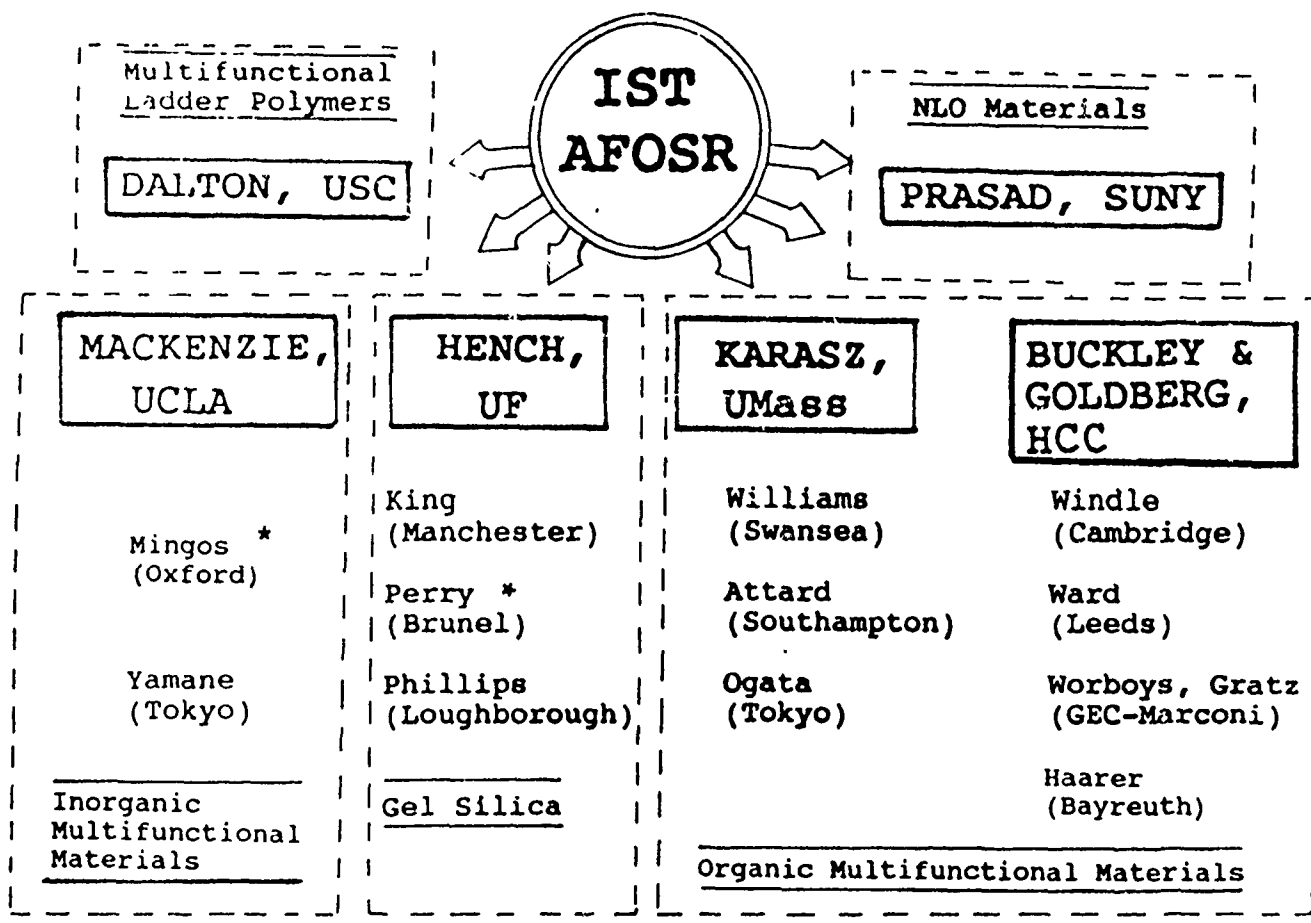 Multifunctional
Ladder Polymers
DALTON, USC
IST
AFOSR
NLO Materials
PRASAD, SUNY
MACKENZIE,
UCLA
Mingos *
(Oxford)
Yamane
(Tokyo)
Inorganic
Multifunctional
Materials
HENCH,
UF
King
(Manchester)
Perry *
(Brunel)
Phillips
(Loughborough)
Gel Silica
KARASZ,
UMass
Williams
(Swansea)
Attard
(Southampton)
Ogata
(Tokyo)
BUCKLEY &
GOLDBERG,
HCC
Windle
(Cambridge)
Ward
(Leeds)
Worboys, Gratz
(GEC-Marconi)
Haarer
(Bayreuth)
Organic Multifunctional Materials